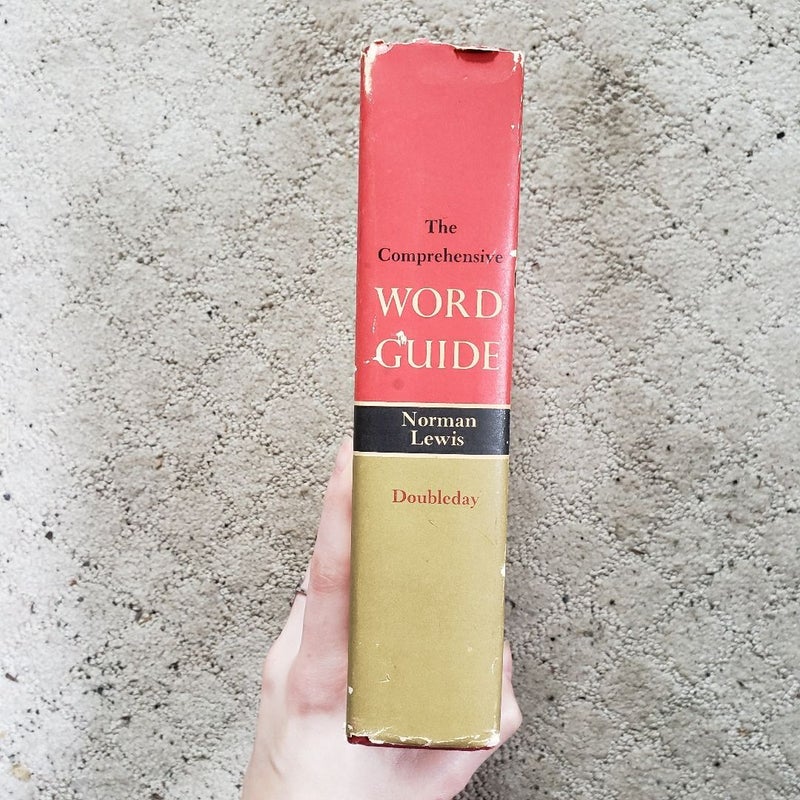 The
Comprehensive
WORD
GUIDE
Norman
Lewis
Doubleday